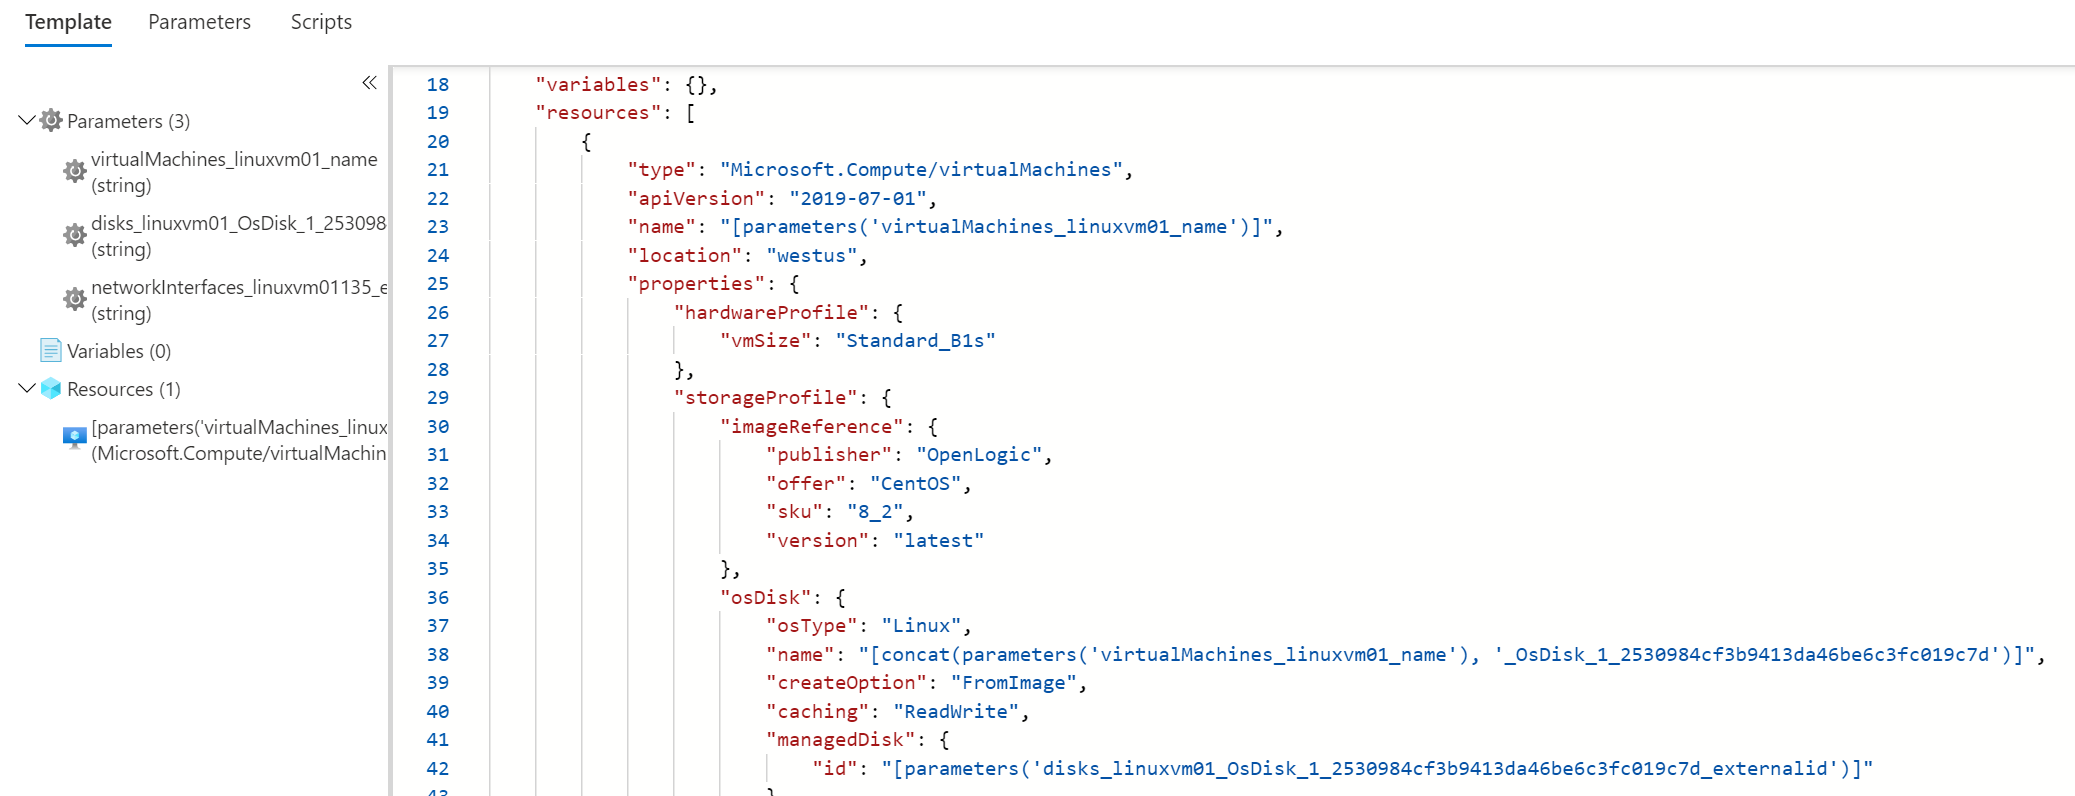 Template Parameters Scripts
«
Parameters (3)
virtualMachines_linuxvm01_name
(string)
disks_linuxvm01_OsDisk_1_253098
(string)
networkInterfaces_linuxvm01135_e
(string)
Variables (0)
Resources (1)
[parameters('virtualMachines_linux
(Microsoft.Compute/virtualMachin
18 "variables": {},
19 "resources": [
20 {
21 "type": "Microsoft.Compute/virtualMachines",
22 "apiVersion": "2019-07-01",
23 "name": "[parameters('virtualMachines_linuxvm01_name')]",
24 "location": "westus",
25 "properties": {
26 "hardwareProfile": {
27 "vmSize": "Standard_B1s"
28 },
29 "storageProfile": {
30 "imageReference": {
31 "publisher": "OpenLogic",
32 "offer": "CentOS",
33 "sku": "8_2",
34 "version": "latest"
35 },
36 "osDisk": {
37 "osType": "Linux",
38 "name": "[concat(parameters('virtualMachines_linuxvm01_name'), '_OsDisk_1_2530984cf3b9413da46be6c3fc019c7d')]",
39 "createOption": "FromImage",
40 "caching": "ReadWrite",
41 "managedDisk": {
42 "id": "[parameters('disks_linuxvm01_OsDisk_1_2530984cf3b9413da46be6c3fc019c7d_externalid')]"